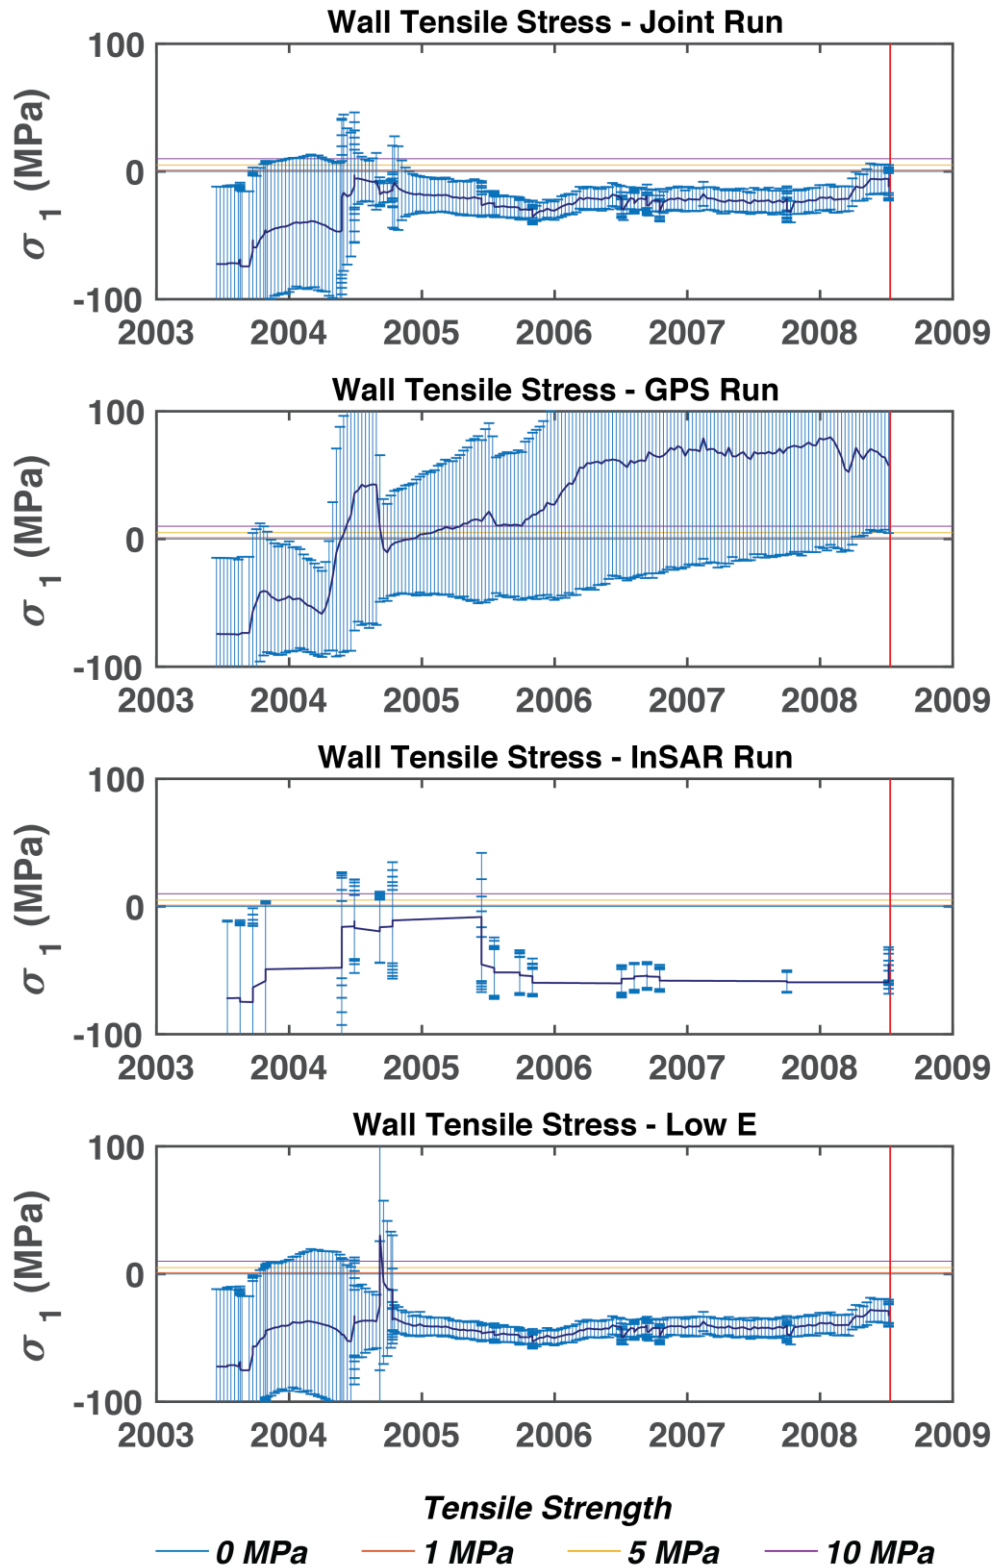 Wall Tensile Stress - Joint Run
100
0
-100
σ 1 (MPa)
2003 2004 2005 2006 2007 2008 2009
Wall Tensile Stress - GPS Run
100
0
-100
σ 1 (MPa)
2003 2004 2005 2006 2007 2008 2009
Wall Tensile Stress - InSAR Run
100
0
-100
σ 1 (MPa)
2003 2004 2005 2006 2007 2008 2009
Wall Tensile Stress - Low E
100
0
-100
σ 1 (MPa)
2003 2004 2005 2006 2007 2008 2009
Tensile Strength
0 MPa 1 MPa 5 MPa 10 MPa